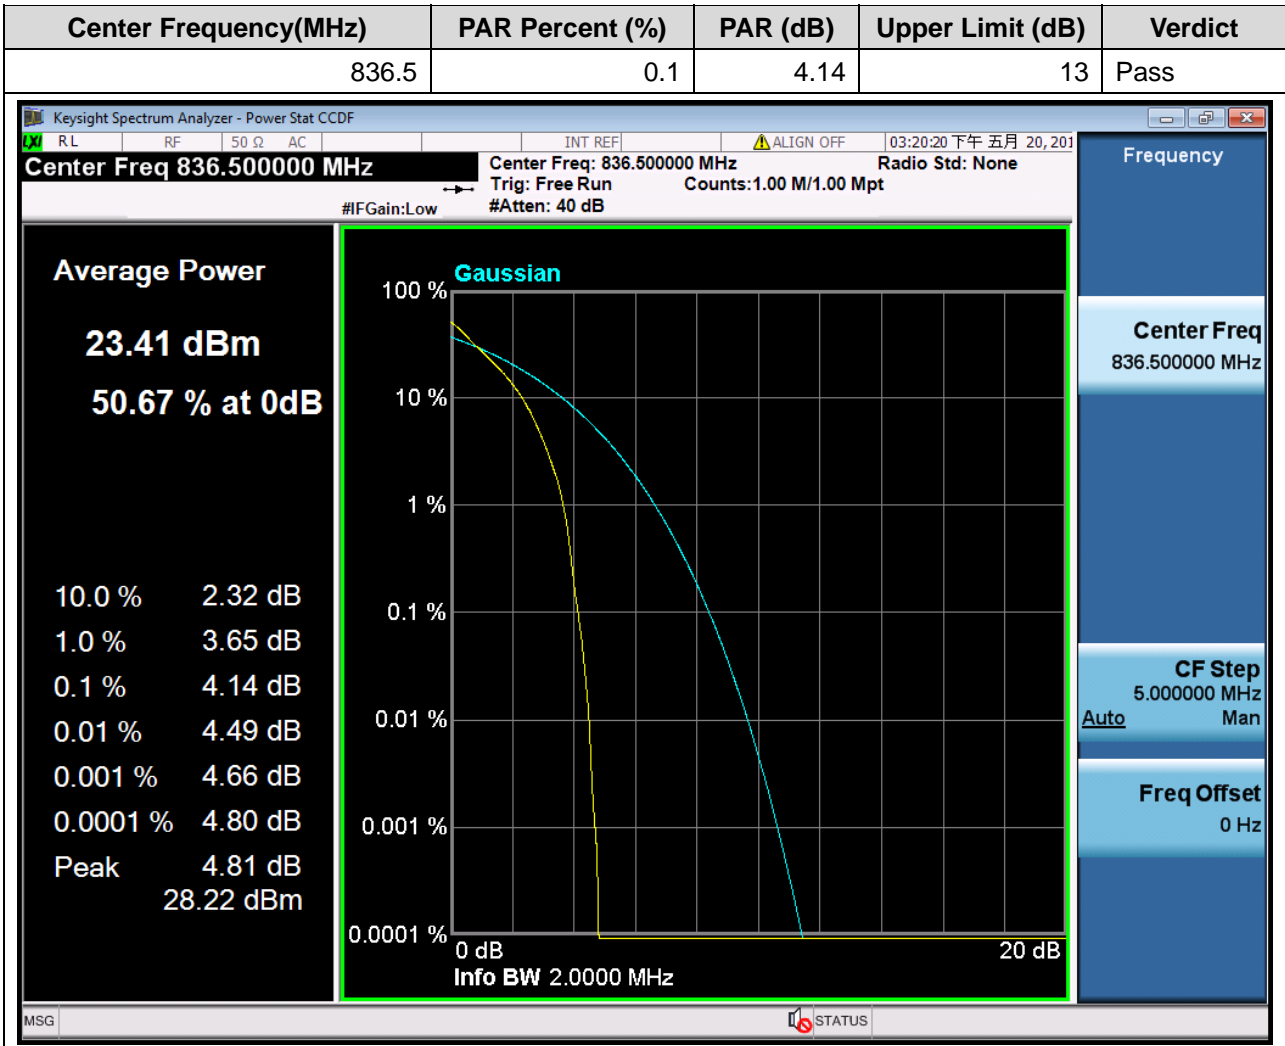 Center Frequency(MHz) PAR Percent (%) PAR (dB) Upper Limit (dB) Verdict
836.5 0.1 4.14 13 Pass
Keysight Spectrum Analyzer - Power Stat CCDF
LXI RL RF 50 Ω AC INT REF ALIGN OFF 03:20:20 下午 五月 20, 201
Center Freq 836.500000 MHz
Center Freq: 836.500000 MHz Radio Std: None
Trig: Free Run Counts:1.00 M/1.00 Mpt
#IFGain:Low #Atten: 40 dB
Average Power
23.41 dBm
50.67 % at 0dB
10.0 % 2.32 dB
1.0 % 3.65 dB
0.1 % 4.14 dB
0.01 % 4.49 dB
0.001 % 4.66 dB
0.0001 % 4.80 dB
Peak 4.81 dB
28.22 dBm
Gaussian
100 %
10 %
1 %
0.1 %
0.01 %
0.001 %
0.0001 %
0 dB 20 dB
Info BW 2.0000 MHz
Frequency
Center Freq
836.500000 MHz
CF Step
5.000000 MHz
Auto Man
Freq Offset
0 Hz
MSG STATUS